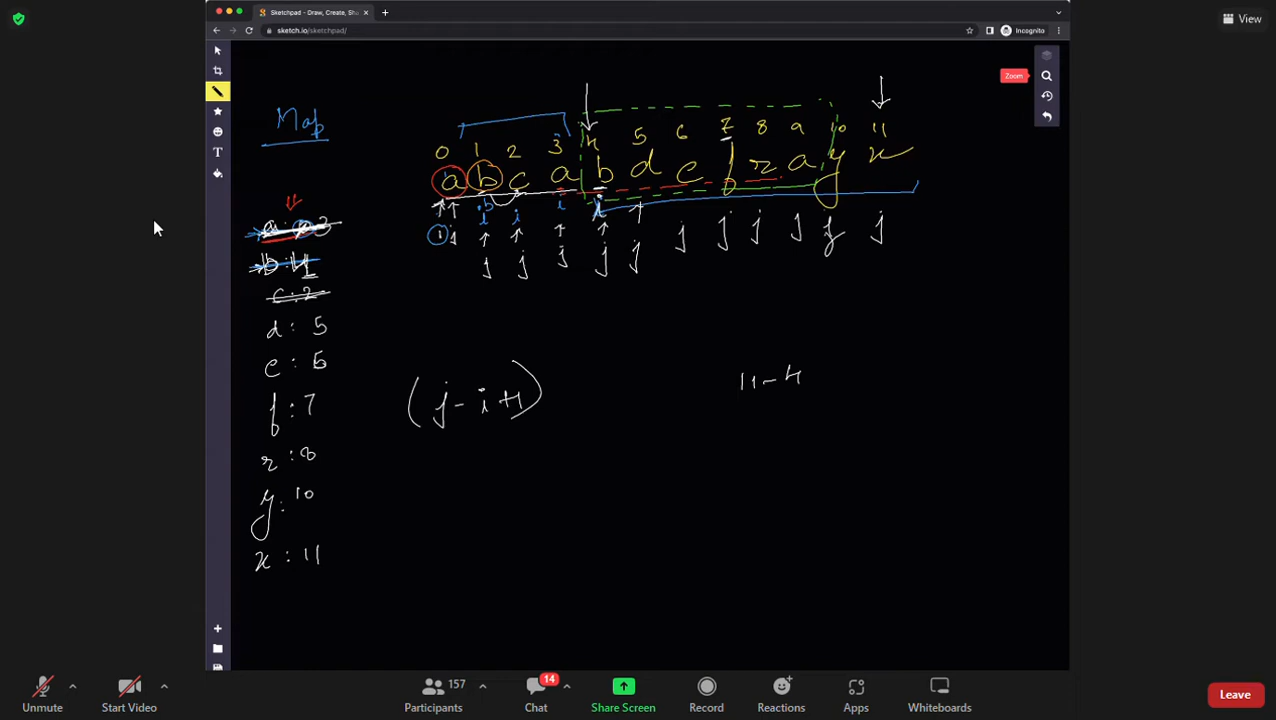 View
Sketchpad - Draw, Create, Sha
sketch.io/sketchpad/
Incognito
Zoom
Map
0 1 2 3 4 5 6 7 8 9 10 11
a b c a b d e f r a y x
i j
b
i i i i
j j j j j j j j j j j
c : 2
d : 5
e : 6
f : 7
r : 8
y : 10
x : 11
(j - i + 1)
11 - 4
T
Unmute
Start Video
157
Participants
14
Chat
Share Screen
Record
Reactions
Apps
Whiteboards
Leave